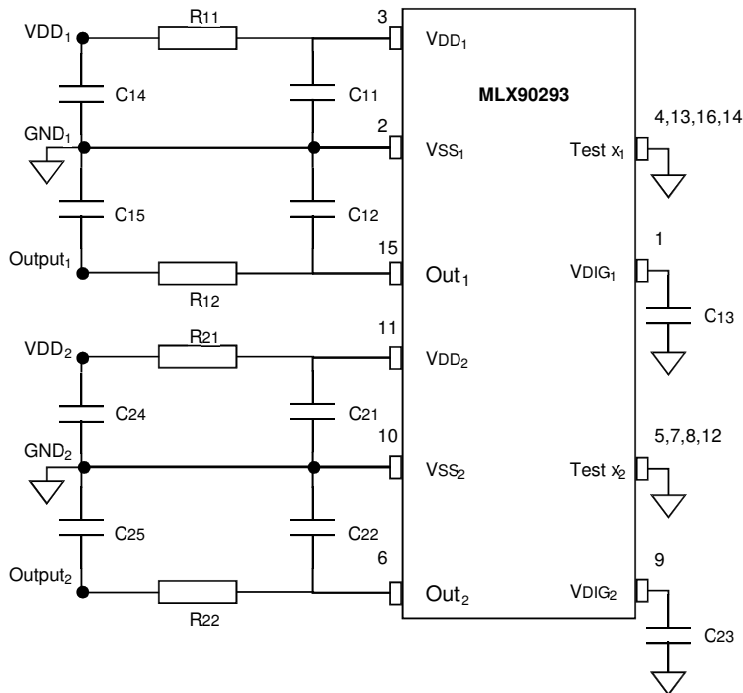 R11
3
VDD1
VDD1
MLX90293
C14
C11
4,13,16,14
GND1
2
VSS1
Test x1
C15
C12
1
Output1
15
Out1
VDIG1
R12
C13
R21
11
VDD2
VDD2
C24
C21
5,7,8,12
GND2
10
VSS2
Test x2
C25
C22
9
Output2
6
Out2
VDIG2
R22
C23